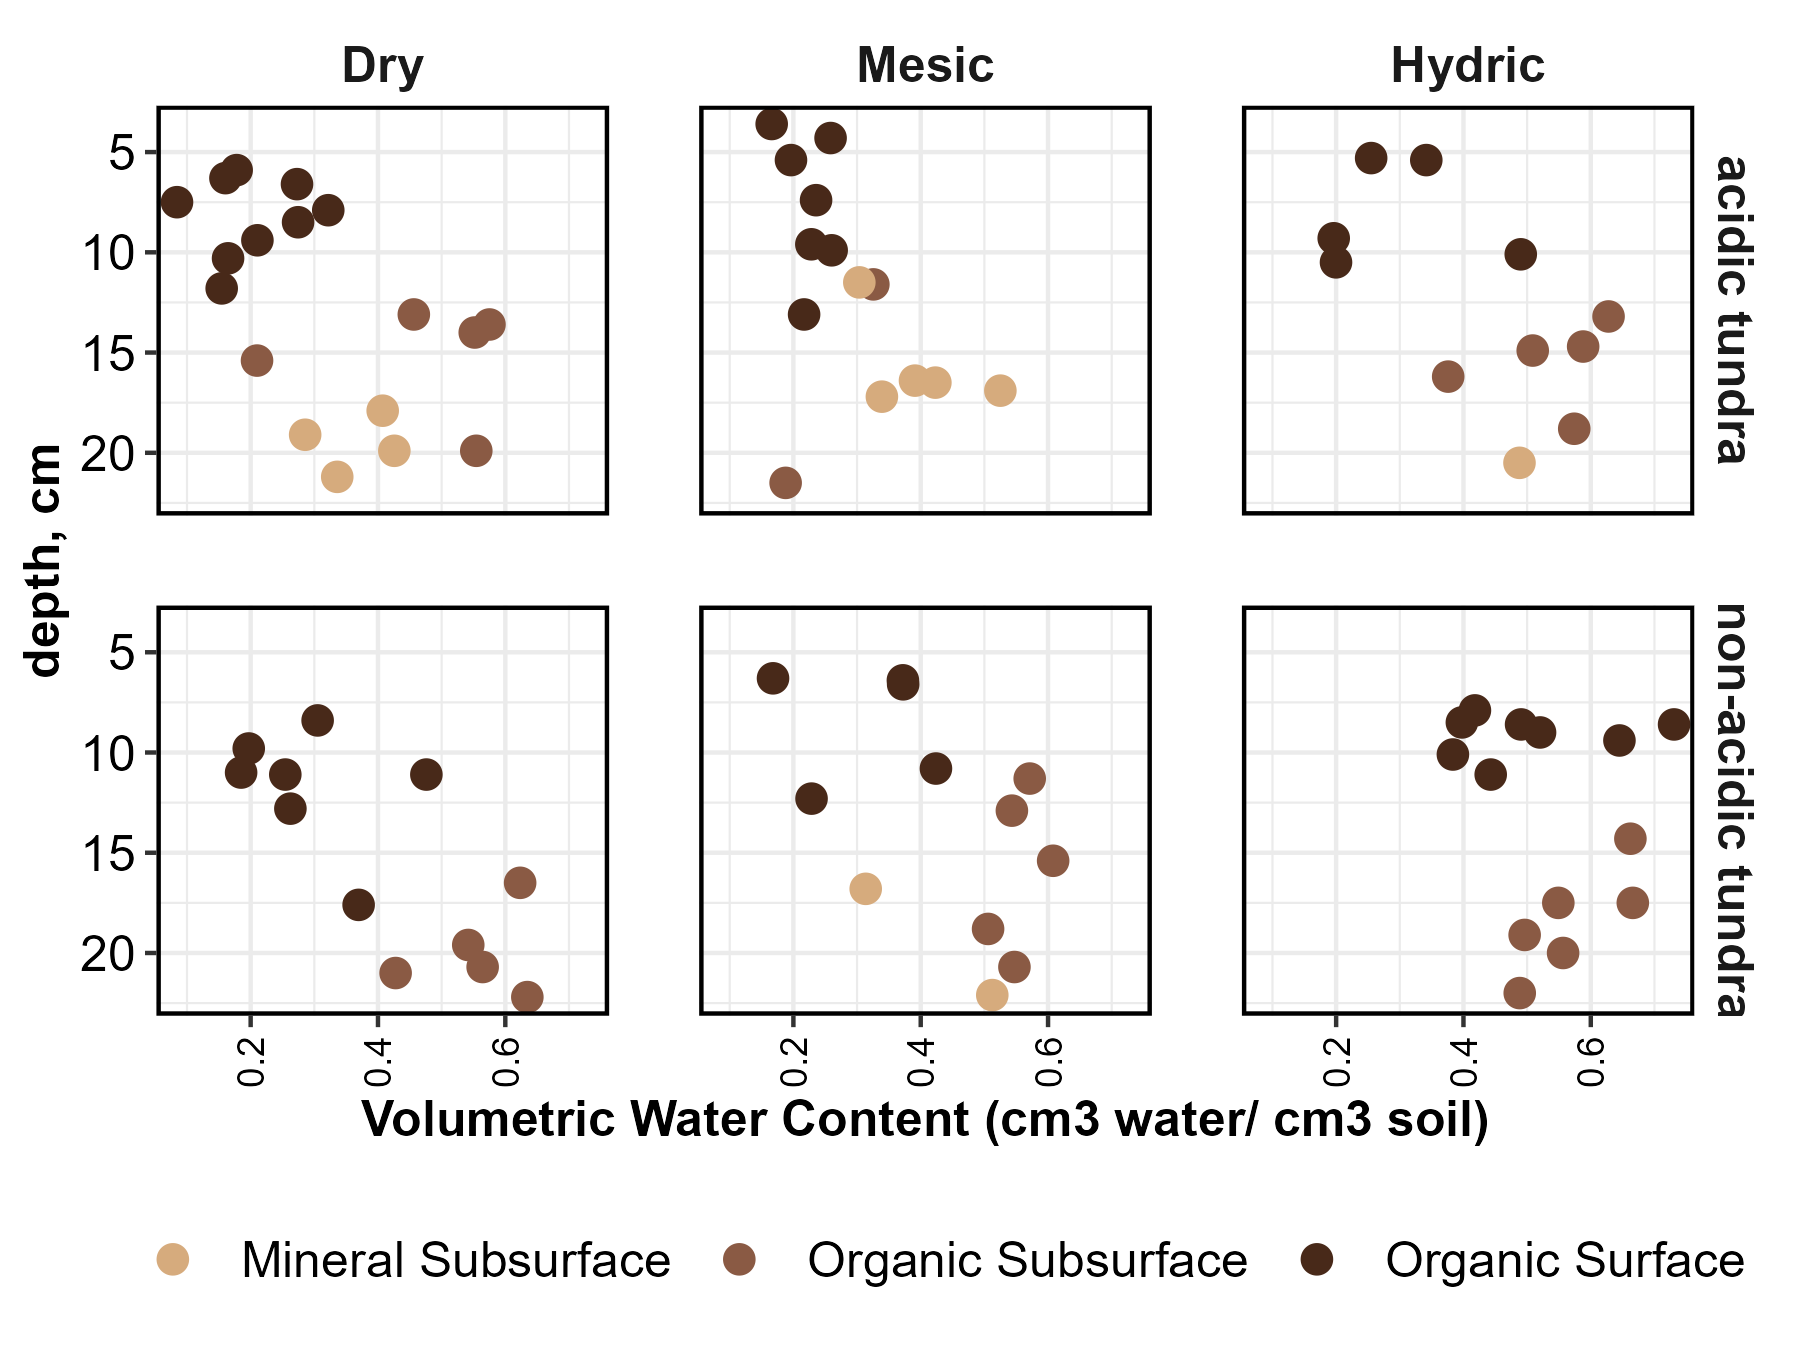 Dry
Mesic
Hydric
5
10
15
20
acidic tundra
depth, cm
5
10
15
20
non-acidic tundra
0.2
0.4
0.6
0.2
0.4
0.6
0.2
0.4
0.6
Volumetric Water Content (cm3 water/ cm3 soil)
Mineral Subsurface
Organic Subsurface
Organic Surface